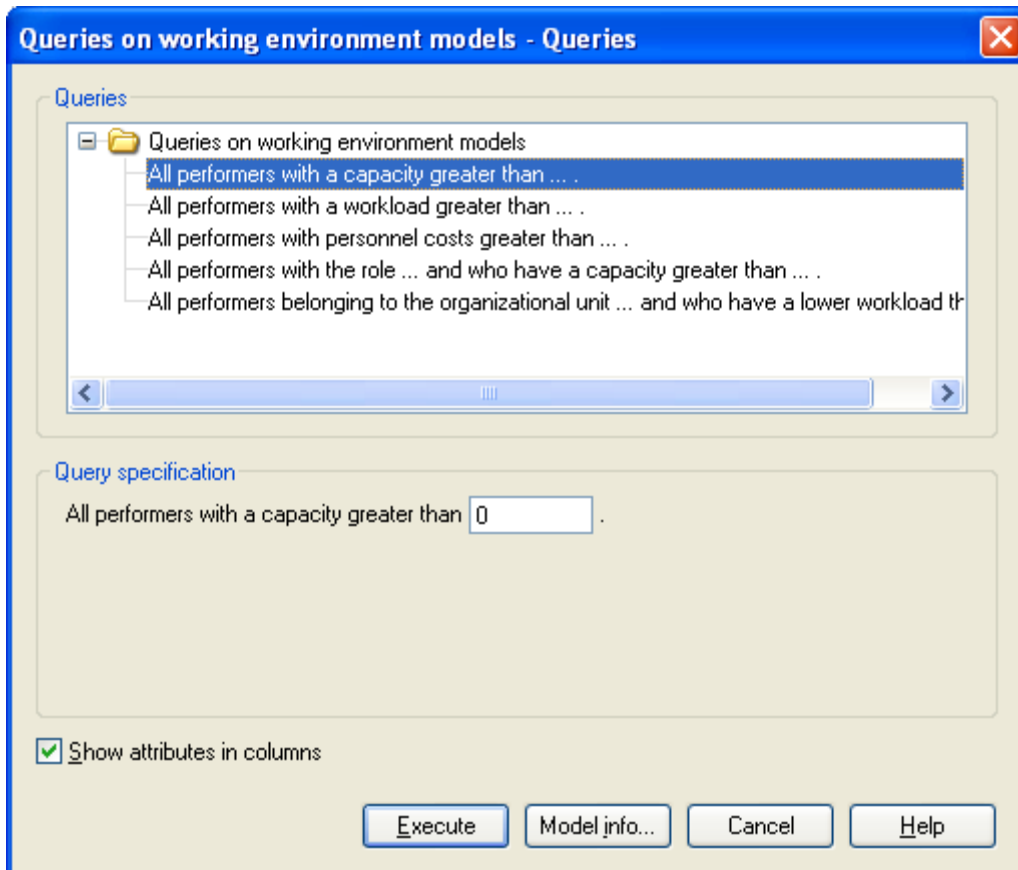 Queries on working environment models - Queries
Queries
Queries on working environment models
All performers with a capacity greater than ... .
All performers with a workload greater than ... .
All performers with personnel costs greater than ... .
All performers with the role ... and who have a capacity greater than ... .
All performers belonging to the organizational unit ... and who have a lower workload th
Query specification
All performers with a capacity greater than 0 .
Show attributes in columns
Execute Model info... Cancel Help